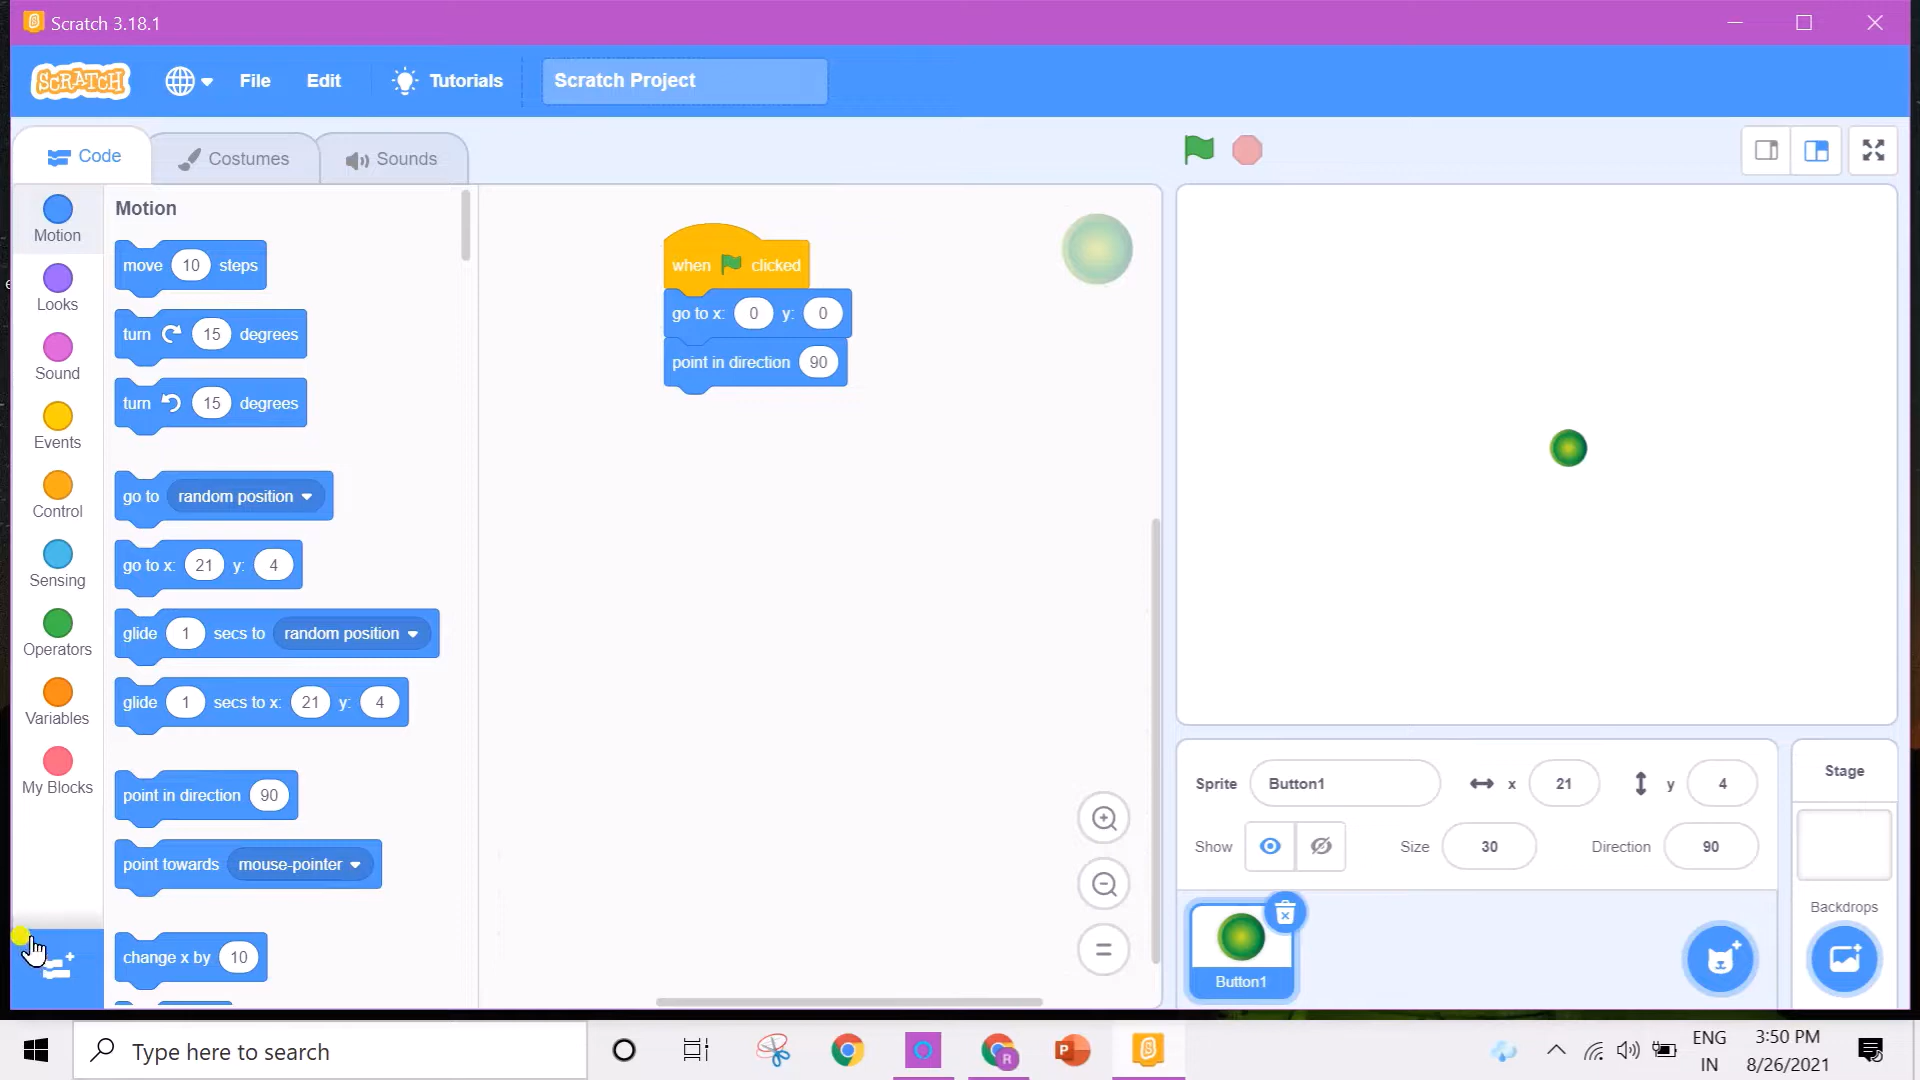 Scratch 3.18.1
SCRATCH
File
Edit
Tutorials
Scratch Project
Code
Costumes
Sounds
Motion
Looks
Sound
Events
Control
Sensing
Operators
Variables
My Blocks
Motion
move 10 steps
turn 15 degrees
turn 15 degrees
go to random position
go to x: 21 y: 4
glide 1 secs to random position
glide 1 secs to x: 21 y: 4
point in direction 90
point towards mouse-pointer
change x by 10
when clicked
go to x: 0 y: 0
point in direction 90
Sprite Button1 x 21 y 4
Show Size 30 Direction 90
Button1
Stage
Backdrops
Type here to search
ENG
IN
3:50 PM
8/26/2021